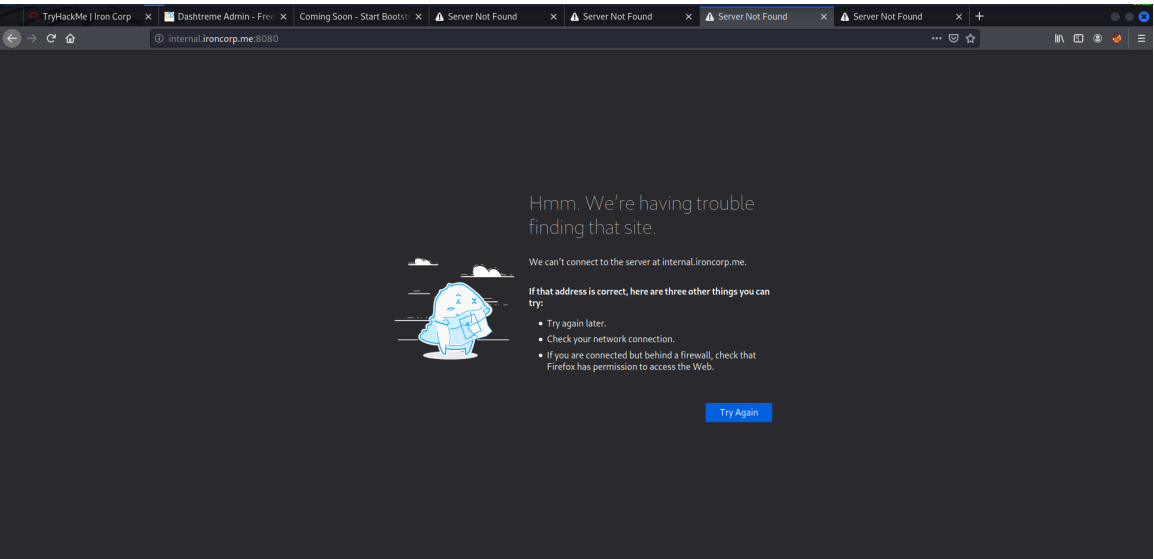 TryHackMe | Iron Corp
Dashtreme Admin - Free
Coming Soon - Start Bootst
Server Not Found
Server Not Found
Server Not Found
Server Not Found
internal.ironcorp.me:8080
Hmm. We're having trouble
finding that site.
We can't connect to the server at internal.ironcorp.me.
If that address is correct, here are three other things you can
try:
Try again later.
Check your network connection.
If you are connected but behind a firewall, check that
Firefox has permission to access the Web.
Try Again